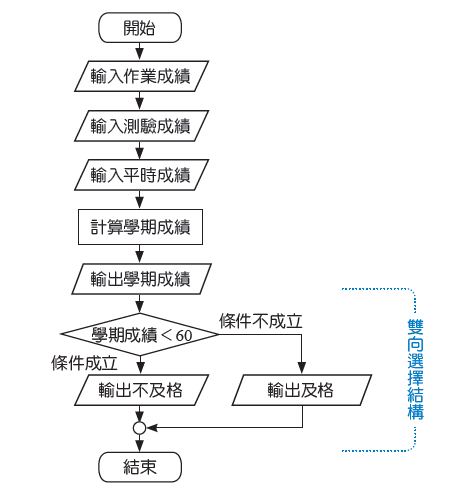 開始
輸入作業成績
輸入測驗成績
輸入平時成績
計算學期成績
輸出學期成績
學期成績<60
條件不成立
條件成立
輸出不及格
輸出及格
結束
雙向選擇結構